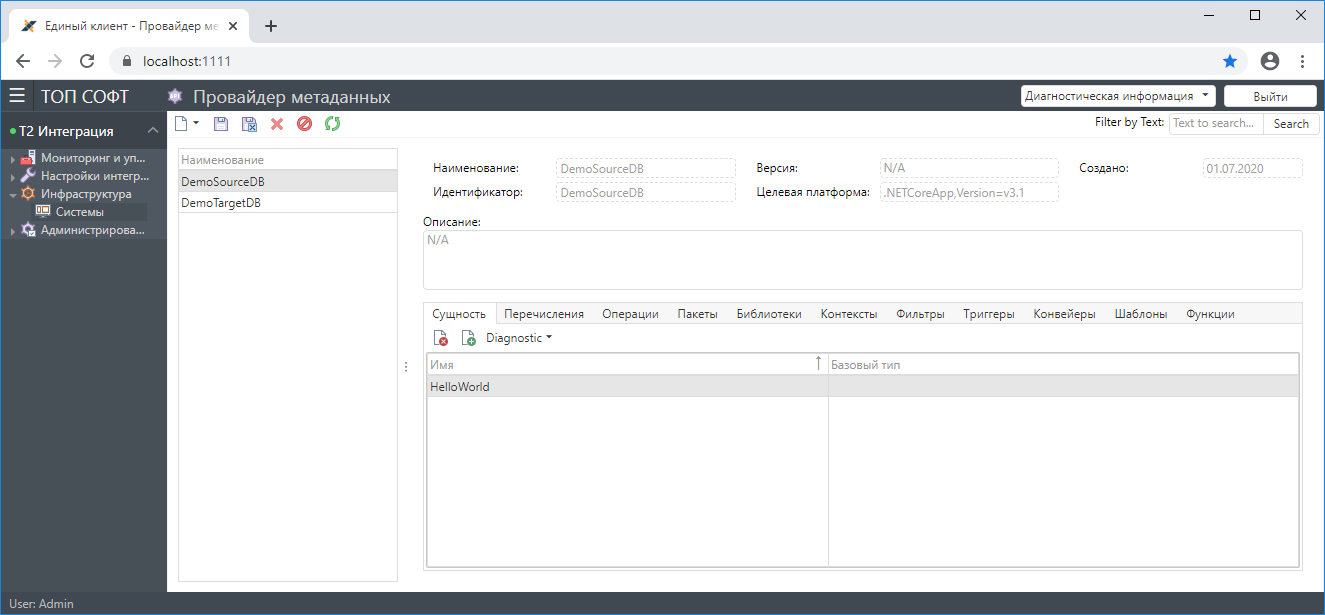 Единый клиент - Провайдер ме
localhost:1111
ТОП СОФТ
Провайдер метаданных
Диагностическая информация
Выйти
Т2 Интеграция
Filter by Text:
Text to search...
Search
Мониторинг и уп...
Настройки интегр...
Инфраструктура
Системы
Администрирова...
Наименование
DemoSourceDB
DemoTargetDB
Наименование: DemoSourceDB Версия: N/A Создано: 01.07.2020
Идентификатор: DemoSourceDB Целевая платформа: .NETCoreApp,Version=v3.1
Описание:
N/A
Сущность Перечисления Операции Пакеты Библиотеки Контексты Фильтры Триггеры Конвейеры Шаблоны Функции
Diagnostic
Имя Базовый тип
HelloWorld
User: Admin